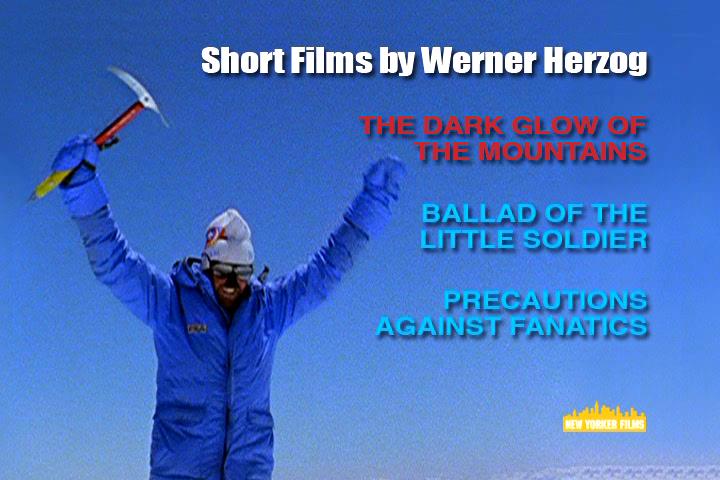 Short Films by Werner Herzog
THE DARK GLOW OF
THE MOUNTAINS
BALLAD OF THE
LITTLE SOLDIER
PRECAUTIONS
AGAINST FANATICS
NEW YORKER FILMS